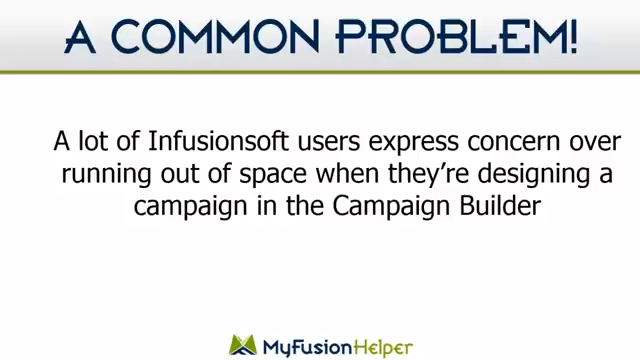 A COMMON PROBLEM!
A lot of Infusionsoft users express concern over
running out of space when they’re designing a
campaign in the Campaign Builder
MyFusionHelper